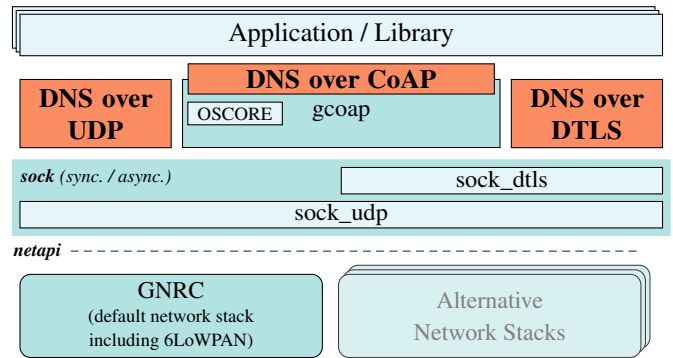 Application / Library
DNS over
UDP
DNS over CoAP
OSCORE
gcoap
DNS over
DTLS
sock (sync. / async.)
sock_dtls
sock_udp
netapi
GNRC
(default network stack
including 6LoWPAN)
Alternative
Network Stacks